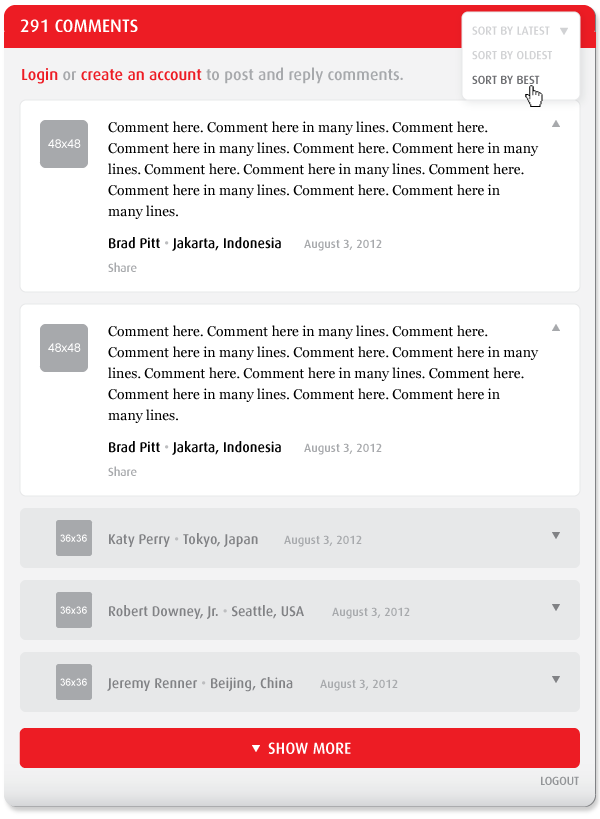 291 COMMENTS
SORT BY LATEST ▼
SORT BY OLDEST
SORT BY BEST
Login or create an account to post and reply comments.
48x48
Comment here. Comment here in many lines. Comment here.
Comment here in many lines. Comment here. Comment here in many
lines. Comment here. Comment here in many lines. Comment here.
Comment here in many lines. Comment here. Comment here in
many lines.
Brad Pitt • Jakarta, Indonesia August 3, 2012
Share
48x48
Comment here. Comment here in many lines. Comment here.
Comment here in many lines. Comment here. Comment here in many
lines. Comment here. Comment here in many lines. Comment here.
Comment here in many lines. Comment here. Comment here in
many lines.
Brad Pitt • Jakarta, Indonesia August 3, 2012
Share
36x36 Katy Perry • Tokyo, Japan August 3, 2012
36x36 Robert Downey, Jr. • Seattle, USA August 3, 2012
36x36 Jeremy Renner • Beijing, China August 3, 2012
▼ SHOW MORE
LOGOUT